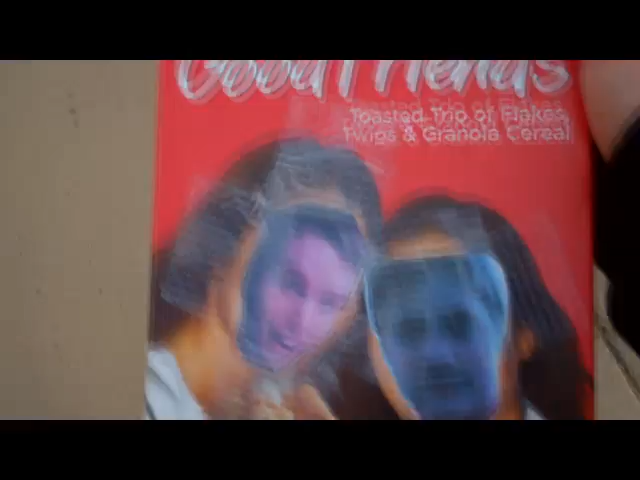 Good Friends
Toasted Trio of Flakes,
Twigs & Granola Cereal